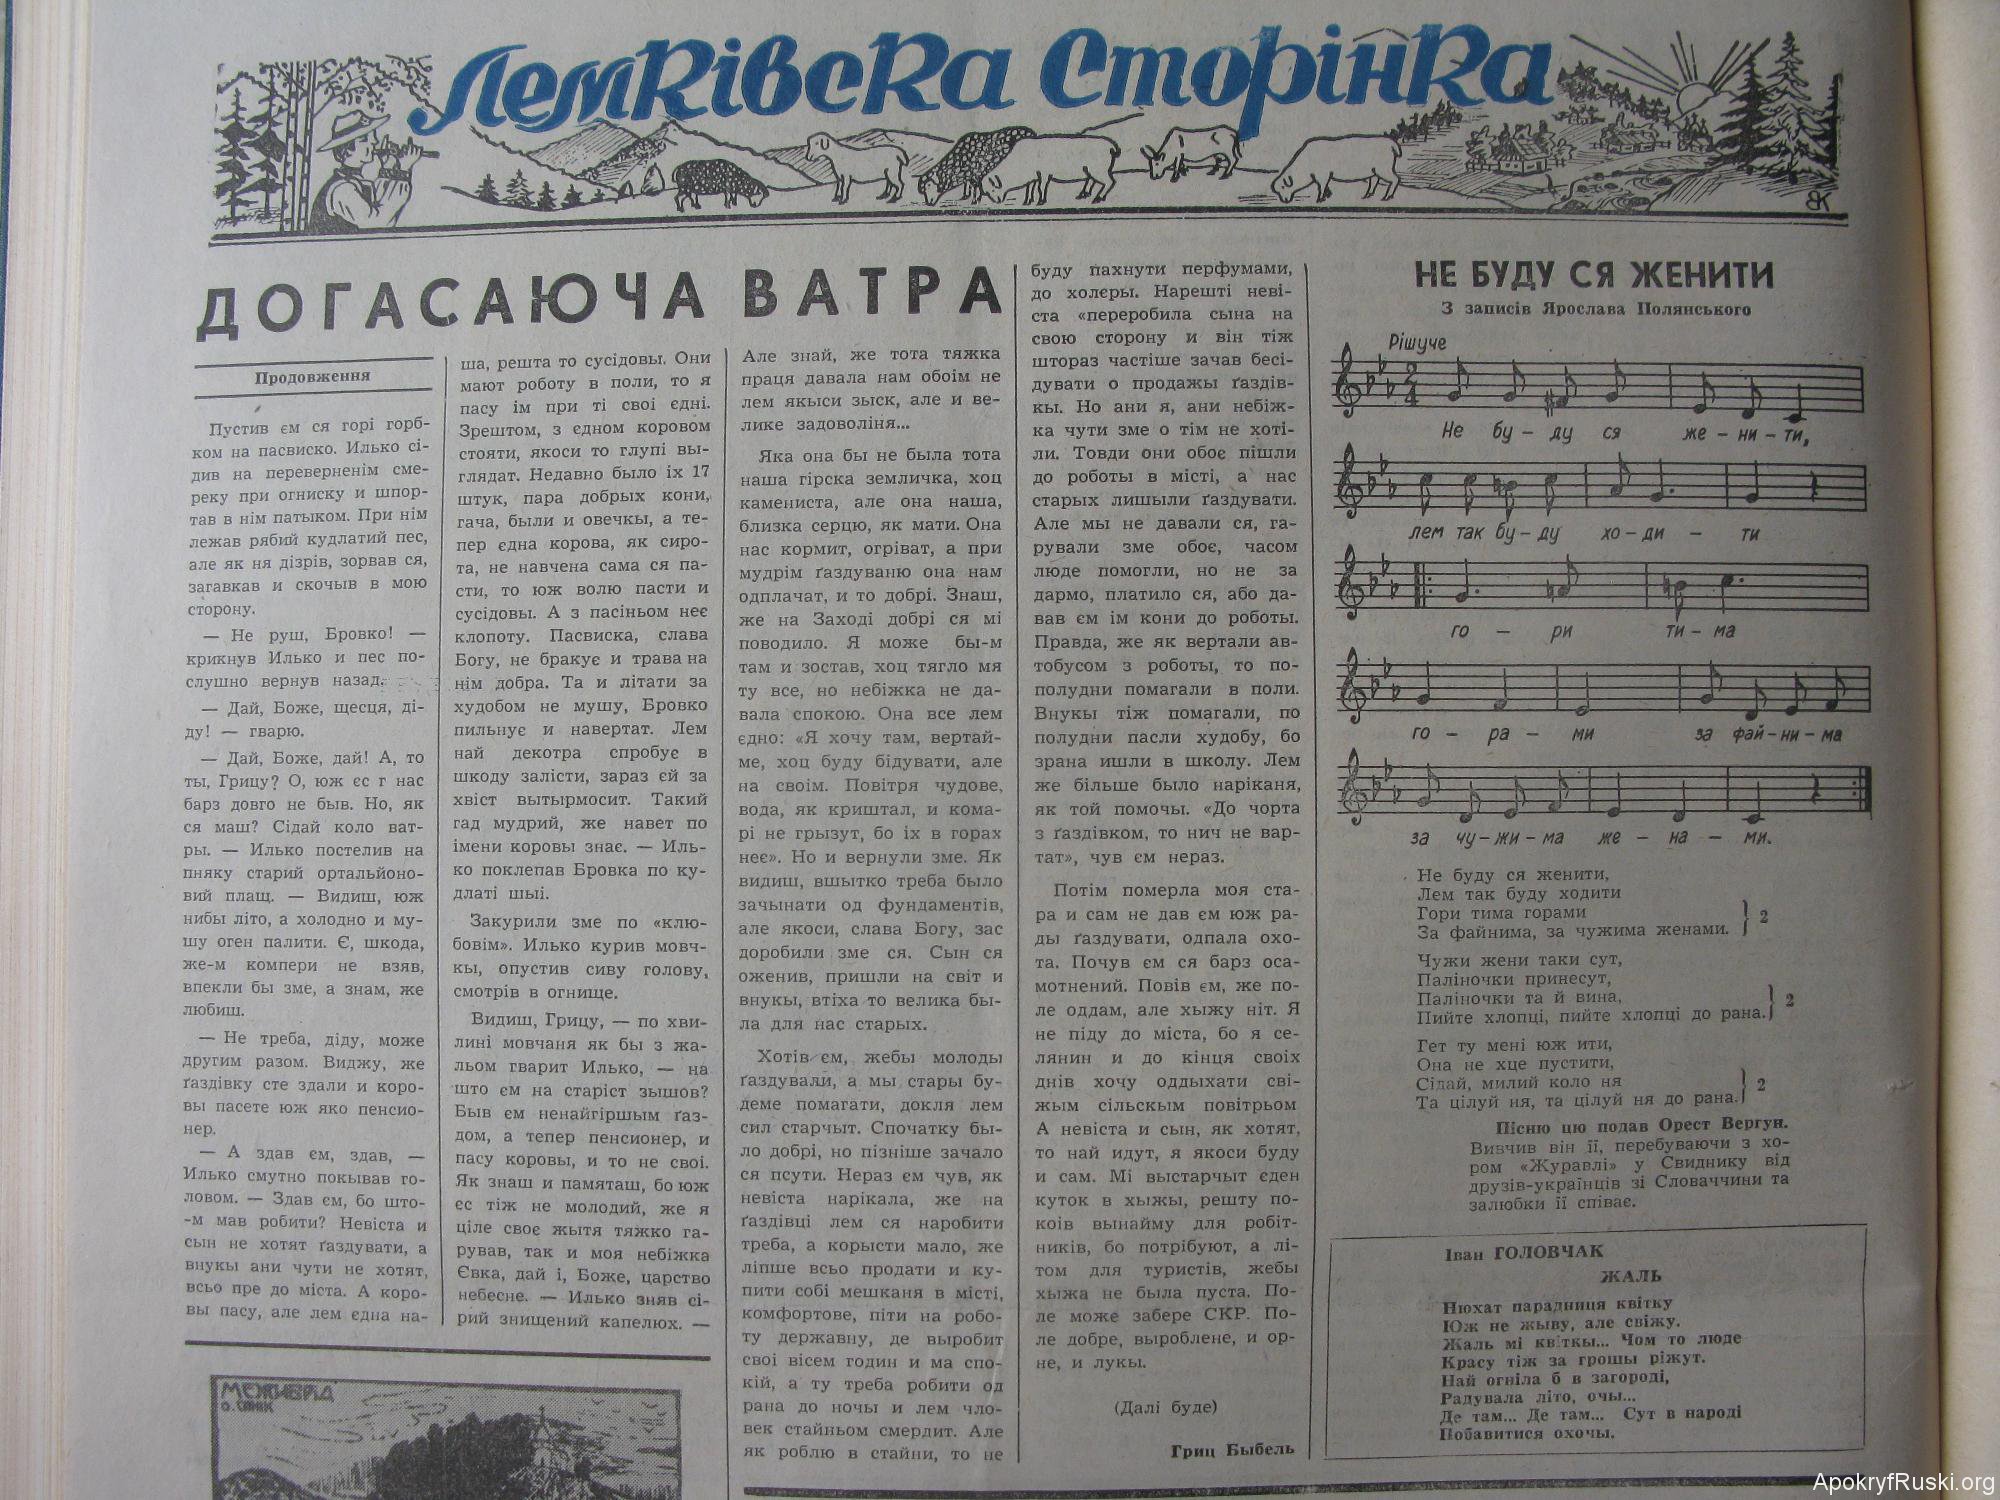 Лемківска Сторінка
ВК
ДОГАСАЮЧА ВАТРА
Продовження
Пустив єм ся горі горб-
ком на пасвиско. Илько сі-
див на перевернeнім сме-
реку при огниску и шпор-
тав в нім патыком. При нім
лежав рябий кудлатий пес,
але як ня дізрів, зорвав ся,
загавкав и скочыв в мою
сторону.
— Не руш, Бровко! —
крикнув Илько и пес по-
слушно вернув назад.
— Дай, Боже, щесця, ді-
ду! — гварю.
— Дай, Боже, дай! А, то
ты, Грицу? О, юж єс г нас
барз довго не быв. Но, як
ся маш? Сідай коло ват-
ры. — Илько постелив на
пняку старий ортальйоно-
вий плащ. — Видиш, юж
нибы літо, а холодно и му-
шу оген палити. Є, шкода,
же-м компери не взяв,
впекли бы зме, а знам, же
любиш.
— Не треба, діду, може
другим разом. Виджу, же
ґаздівку сте здали и коро-
вы пасете юж яко пенсио-
нер.
— А здав єм, здав, —
Илько смутно покывав го-
ловом. — Здав єм, бо што-
-м мав робити? Невіста и
сын не хотят ґаздувати, а
внукы ани чути не хотят,
всьо пре до міста. А коро-
вы пасу, але лем єдна на-
ша, решта то сусідовы. Они
мают роботу в поли, то я
пасу ім при ті своі єдні.
Зрештом, з єдном коровом
стояти, якоси то глупі вы-
глядат. Недавно было іх 17
штук, пара добрых кони,
гача, были и овечкы, а те-
пер єдна корова, як сиро-
та, не навчена сама ся па-
сти, то юж волю пасти и
сусідовы. А з пасіньом неє
клопоту. Пасвиска, слава
Богу, не бракує и трава на
нім добра. Та и літати за
худобом не мушу, Бровко
пильнує и навертат. Лем
най декотра спробує в
шкоду залісти, зараз єй за
хвіст вытырмосит. Такий
гад мудрий, же навет по
імени коровы знає. — Иль-
ко поклепав Бровка по ку-
длаті шыі.
Закурили зме по «клю-
бовім». Илько курив мовч-
кы, опустив сиву голову,
смотрів в огнище.
Видиш, Грицу, — по хви-
лині мовчаня як бы з жа-
льом гварит Илько, — на
што єм на старіст зышов?
Быв єм ненайгіршым ґаз-
дом, а тепер пенсионер, и
пасу коровы, и то не своі.
Як знаш и памяташ, бо юж
єс тіж не молодий, же я
ціле своє жытя тяжко га-
рував, так и моя небіжка
Євка, дай і, Боже, царство
небесне. — Илько зняв сі-
рий знищений капелюх. —
Але знай, же тота тяжка
праця давала нам обоім не
лем якыси зыск, але и ве-
лике задоволіня...
Яка она бы не была тота
наша гірска земличка, хоц
камениста, але она наша,
близка серцю, як мати. Она
нас кормит, огріват, а при
мудрім ґаздуваню она нам
одплачат, и то добрі. Знаш,
же на Заході добрі ся мі
поводило. Я може бы-м
там и зостав, хоц тягло мя
ту все, но небіжка не да-
вала спокою. Она все лем
єдно: «Я хочу там, вертай-
ме, хоц буду бідувати, але
на своім. Повітря чудове,
вода, як криштал, и кома-
рі не грызут, бо іх в горах
неє». Но и вернули зме. Як
видиш, вшытко треба было
зачынати од фундаментів,
але якоси, слава Богу, зас
доробили зме ся. Сын ся
оженив, пришли на світ и
внукы, втіха то велика бы-
ла для нас старых.
Хотів єм, жебы молоды
ґаздували, а мы стары бу-
деме помагати, докля лем
сил старчыт. Спочатку бы-
ло добрі, но пізніше зачало
ся псути. Нераз єм чув, як
невіста нарікала, же на
ґаздівці лем ся наробити
треба, а корысти мало, же
ліпше всьо продати и ку-
пити собі мешканя в місті,
комфортове, піти на робо-
ту державну, де выробит
своі вісем годин и ма спо-
кій, а ту треба робити од
рана до ночы и лем чло-
век стайньом смердит. Але
як роблю в стайни, то не
буду пахнути перфумами,
до холеры. Нарешті неві-
ста «переробила сына на
свою сторону и він тіж
штораз частіше зачав бесі-
дувати о продажы ґаздів-
кы. Но ани я, ани небіж-
ка чути зме о тім не хоті-
ли. Товди они обоє пішли
до роботы в місті, а нас
старых лишыли ґаздувати.
Але мы не давали ся, га-
рували зме обоє, часом
люде помогли, но не за
дармо, платило ся, або да-
вав єм ім кони до роботы.
Правда, же як вертали ав-
тобусом з роботы, то по-
полудни помагали в поли.
Внукы тіж помагали, по
полудни пасли худобу, бо
зрана ишли в школу. Лем
же більше было наріканя,
як той помочы. «До чорта
з ґаздівком, то нич не вар-
тат», чув єм нераз.
Потім померла моя ста-
ра и сам не дав єм юж ра-
ды ґаздувати, одпала охо-
та. Почув єм ся барз оса-
мотнений. Повів єм, же по-
ле оддам, але хыжу ніт. Я
не піду до міста, бо я се-
лянин и до кінця своіх
днів хочу оддыхати сві-
жым сільскым повітрьом
А невіста и сын, як хотят,
то най идут, я якоси буду
и сам. Мі выстарчыт єден
куток в хыжы, решту по-
коів вынайму для робіт-
ників, бо потрібуют, а лі-
том для туристів, жебы
хыжа не была пуста. По-
ле може забере СКР. По-
ле добре, выроблене, и ор-
не, и лукы.
(Далі буде)
Гриц Быбель
НЕ БУДУ СЯ ЖЕНИТИ
З записів Ярослава Полянського
Рішуче
2
4
Не бу – ду ся же – ни – ти,
лем так бу – ду хо – ди – ти
го – ри ти – ма
го – ра – ми за фай – ни – ма
за чу – жи – ма же – на – ми.
Не буду ся женити,
Лем так буду ходити
Гори тима горами
За файнима, за чужима женами. } 2
Чужи жени таки сут,
Паліночки принесут,
Паліночки та й вина,
Пийте хлопці, пийте хлопці до рана. } 2
Гет ту мені юж ити,
Она не хце пустити,
Сідай, милий коло ня
Та цілуй ня, та цілуй ня до рана. } 2
Пісню цю подав Орест Вергун.
Вивчив він її, перебуваючи з хо-
ром «Журавлі» у Свиднику від
друзів-українців зі Словаччини та
залюбки її співає.
Іван ГОЛОВЧАК
ЖАЛЬ
Нюхат парадниця квітку
Юж не жыву, але свіжу.
Жаль мі квіткы... Чом то люде
Красу тіж за грошы ріжут.
Най огніла б в загороді,
Радувала літо, очы...
Де там... Де там... Сут в народі
Побавитися охочы.
МЕЖИБРІД
о. СЯНІК
ApokryfRuski.org